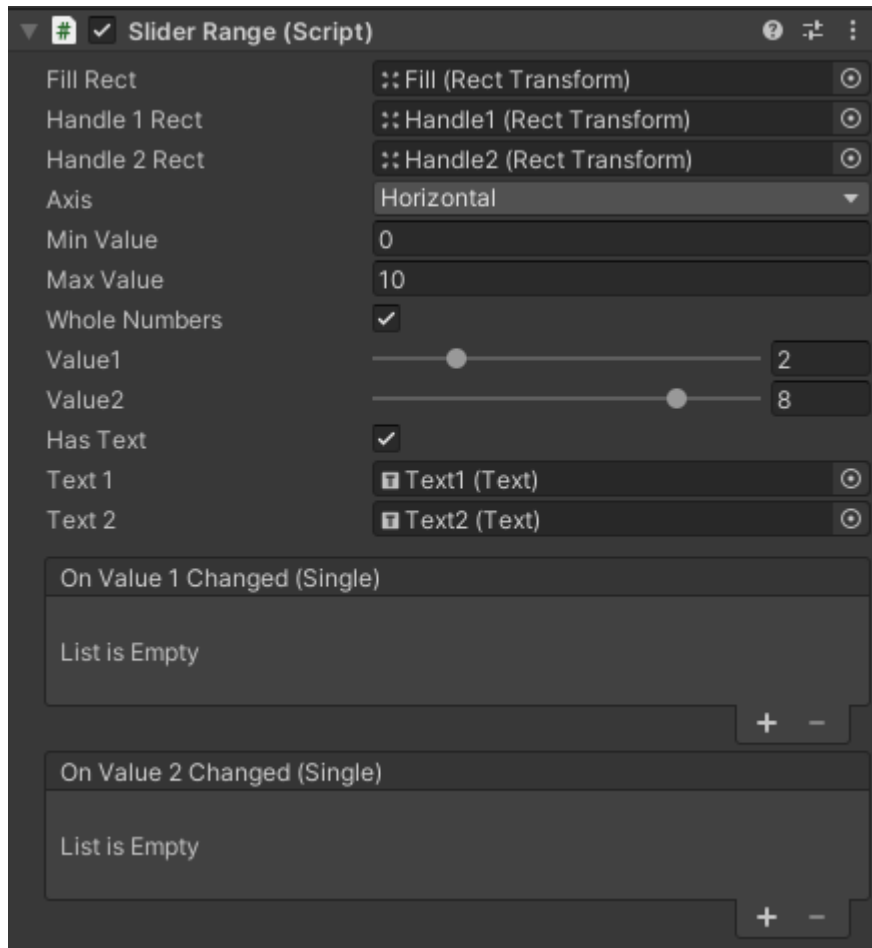 # Slider Range (Script)
Fill Rect Fill (Rect Transform)
Handle 1 Rect Handle1 (Rect Transform)
Handle 2 Rect Handle2 (Rect Transform)
Axis Horizontal
Min Value 0
Max Value 10
Whole Numbers
Value1 2
Value2 8
Has Text
Text 1 T Text1 (Text)
Text 2 T Text2 (Text)
On Value 1 Changed (Single)
List is Empty
+ −
On Value 2 Changed (Single)
List is Empty
+ −